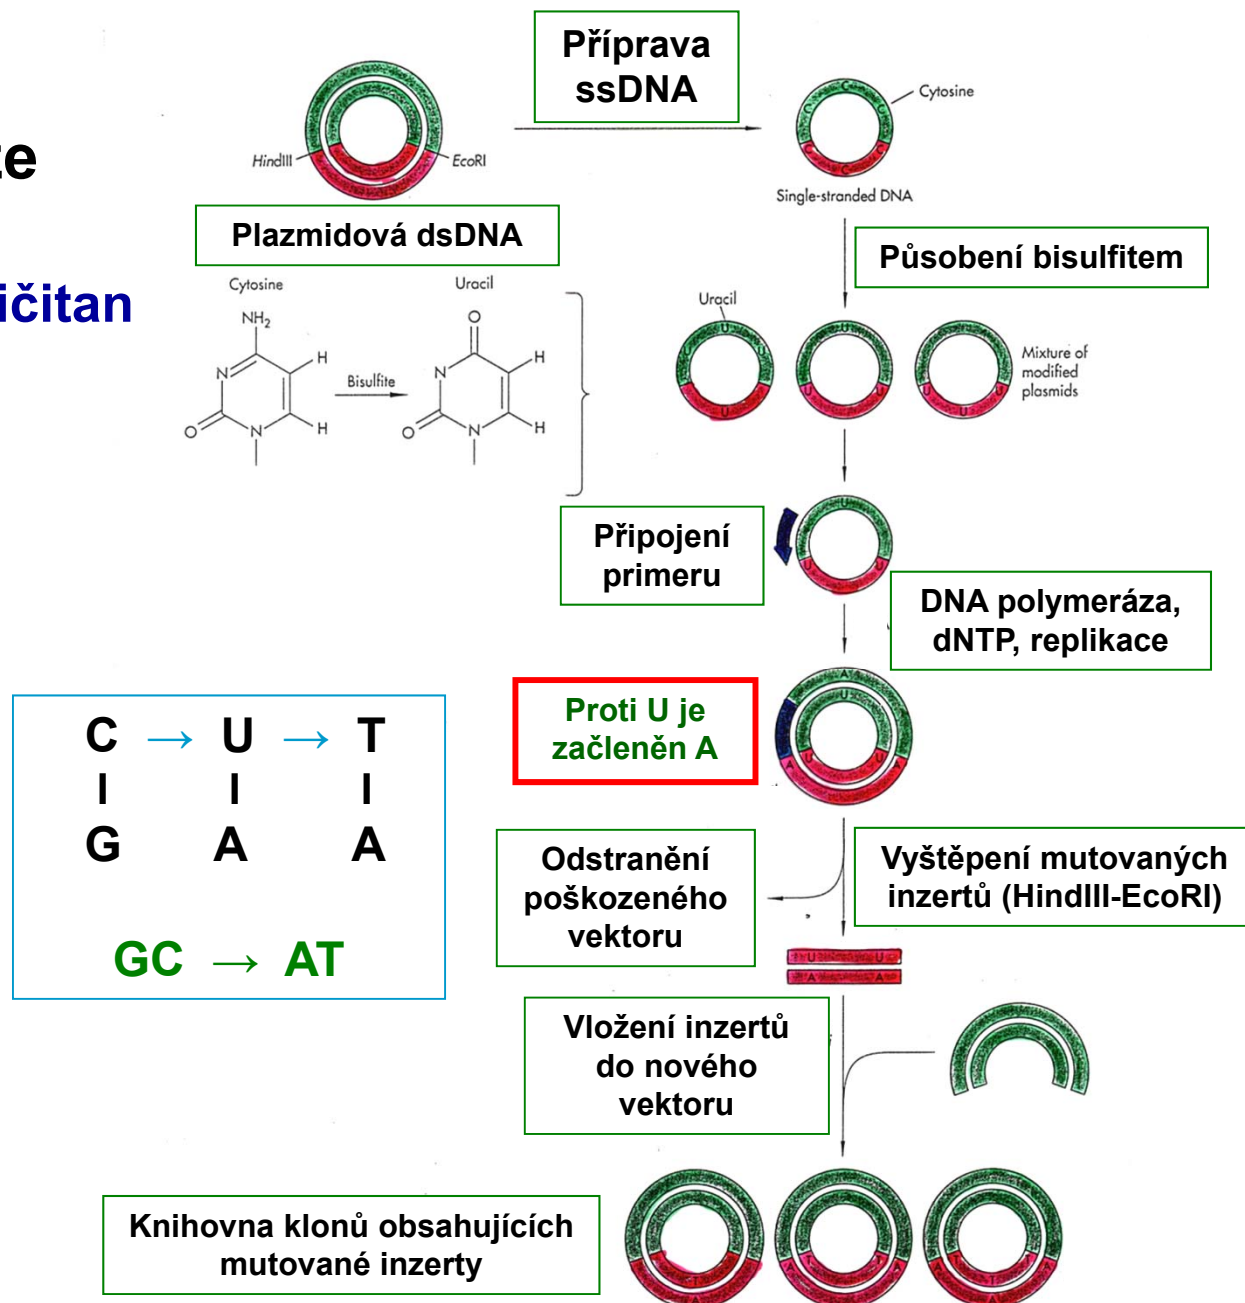 Příprava
ssDNA
Cytosine
C
C
C
C
C
C
HindIII
EcoRI
Single-stranded DNA
Plazmidová dsDNA
Působení bisulfitem
ičitan
Cytosine
Uracil
NH2
O
N
H
H
O
N
Bisulfite
N
H
H
O
N
Uracil
U
U
U
U
U
U
U
U
U
U
Mixture of
modified
plasmids
Připojení
primeru
U
U
U
DNA polymeráza,
dNTP, replikace
Proti U je
začleněn A
A
U
U
U
A
A
C → U → T
I I I
G A A
GC → AT
Odstranění
poškozeného
vektoru
Vyštěpení mutovaných
inzertů (HindIII-EcoRI)
U U
A A
Vložení inzertů
do nového
vektoru
Knihovna klonů obsahujících
mutované inzerty